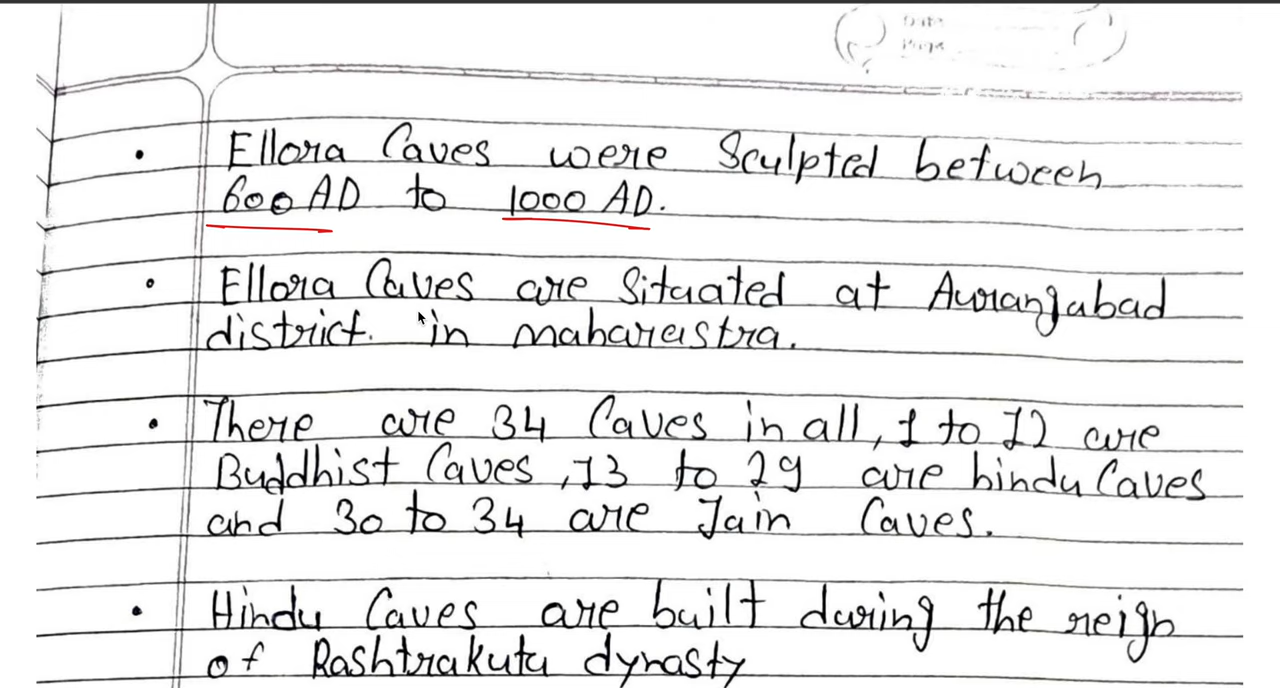 Date
Page
• Ellora Caves were Sculpted between
600 AD to 1000 AD.
• Ellora Caves are Situated at Aurangabad
district. in maharastra.
• There are 34 Caves in all, 1 to 12 are
Buddhist Caves, 13 to 29 are hindu Caves
and 30 to 34 are Jain Caves.
• Hindu Caves are built during the reign
of Rashtrakuta dynasty